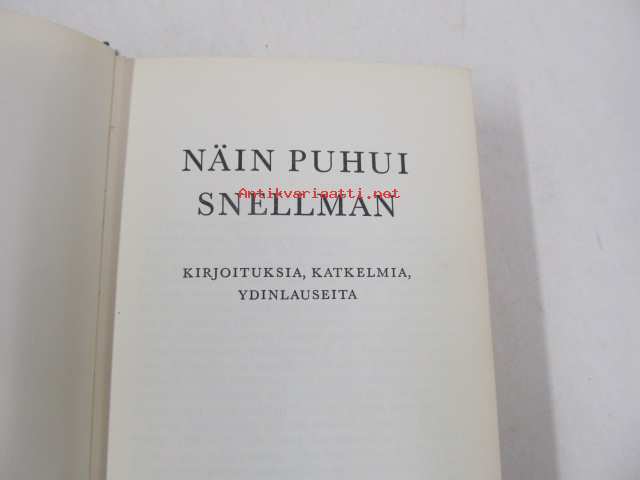 NÄIN PUHUI
Antikvariaatti.net
SNELLMAN
KIRJOITUKSIA, KATKELMIA,
YDINLAUSEITA